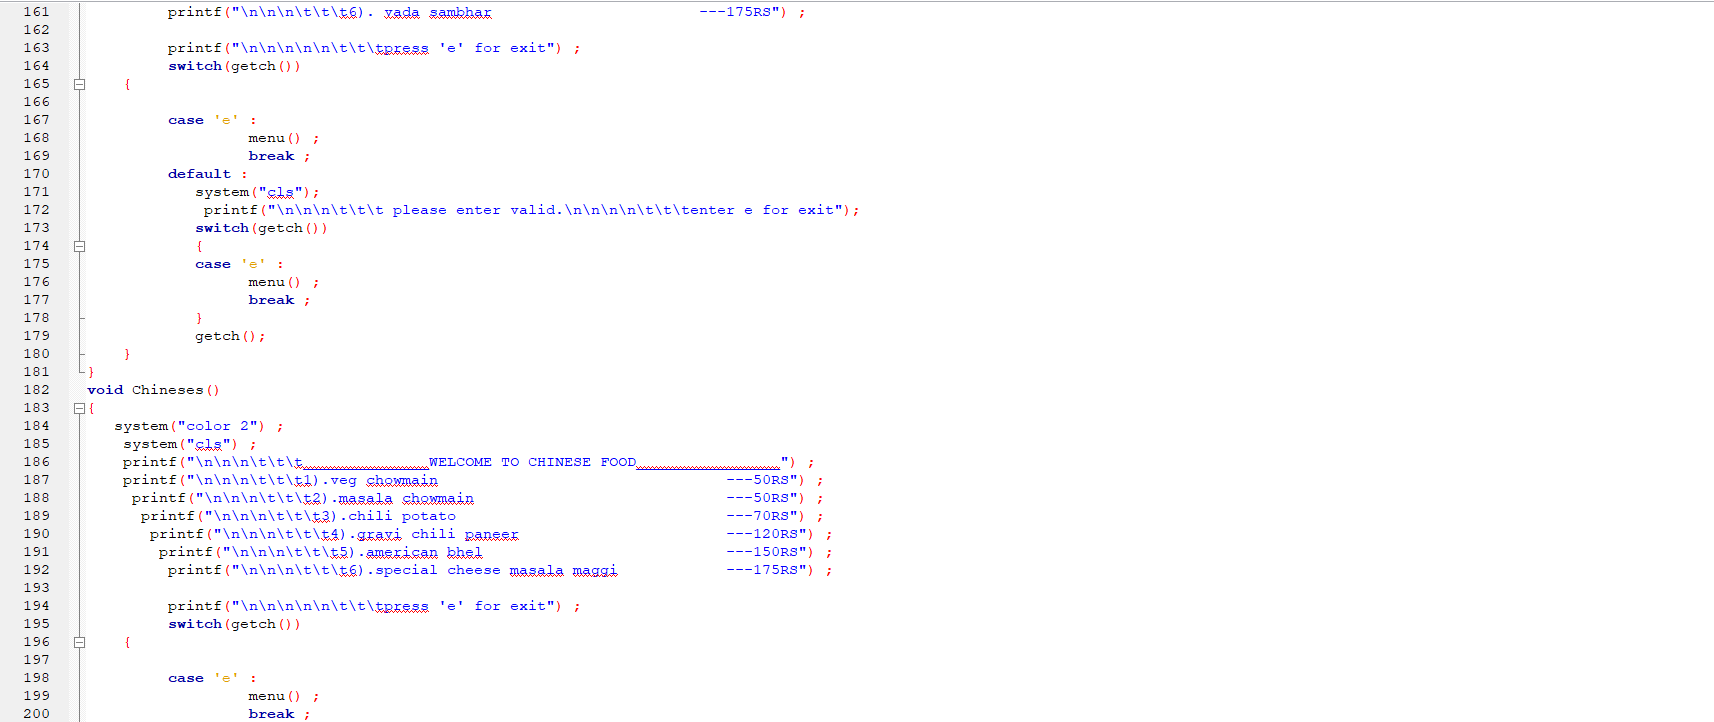 161 printf("\n\n\n\t\t\t6). vada sambhar ---175RS") ;
162
163 printf("\n\n\n\n\n\t\t\tpress 'e' for exit") ;
164 switch(getch())
165 {
166
167 case 'e' :
168 menu() ;
169 break ;
170 default :
171 system("cls");
172 printf("\n\n\n\t\t\t please enter valid.\n\n\n\n\t\t\tenter e for exit");
173 switch(getch())
174 {
175 case 'e' :
176 menu() ;
177 break ;
178 }
179 getch();
180 }
181 }
182 void Chineses()
183 {
184 system("color 2") ;
185 system("cls") ;
186 printf("\n\n\n\t\t\t______________WELCOME TO CHINESE FOOD________________") ;
187 printf("\n\n\n\t\t\t1).veg chowmain ---50RS") ;
188 printf("\n\n\n\t\t\t2).masala chowmain ---50RS") ;
189 printf("\n\n\n\t\t\t3).chili potato ---70RS") ;
190 printf("\n\n\n\t\t\t4).gravi chili paneer ---120RS") ;
191 printf("\n\n\n\t\t\t5).american bhel ---150RS") ;
192 printf("\n\n\n\t\t\t6).special cheese masala maggi ---175RS") ;
193
194 printf("\n\n\n\n\n\t\t\tpress 'e' for exit") ;
195 switch(getch())
196 {
197
198 case 'e' :
199 menu() ;
200 break ;